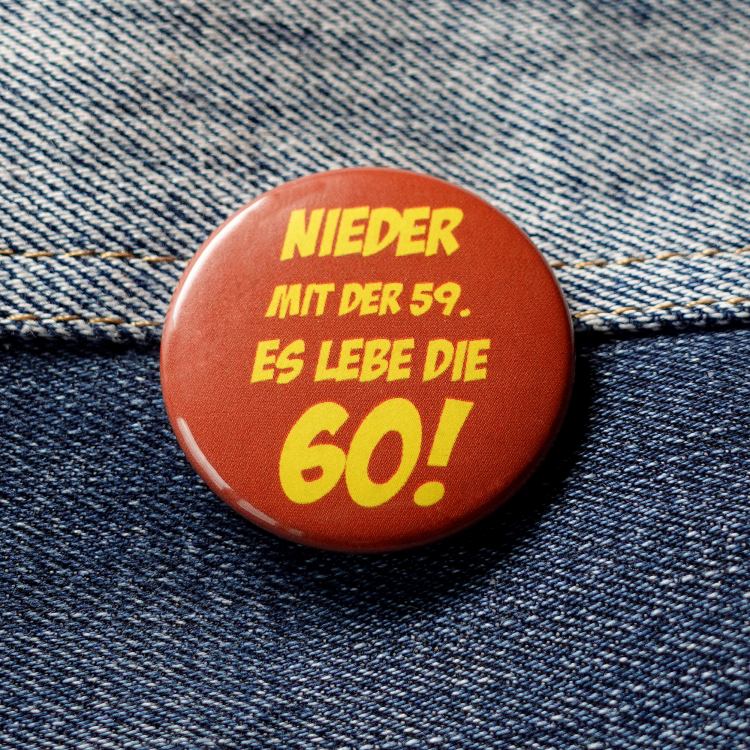 NIEDER
MIT DER 59.
ES LEBE DIE
60!